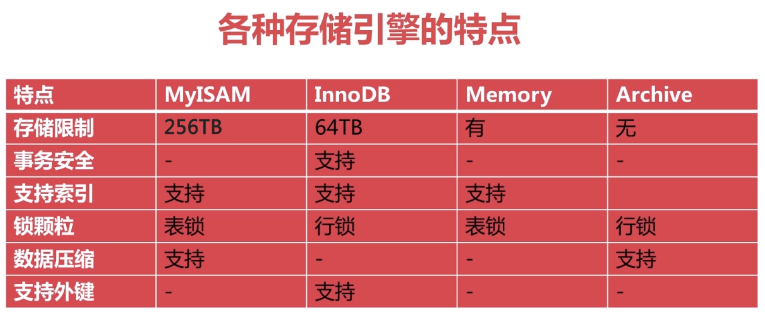 各种存储引擎的特点
特点 MyISAM InnoDB Memory Archive
存储限制 256TB 64TB 有 无
事务安全 - 支持 - -
支持索引 支持 支持 支持
锁颗粒 表锁 行锁 表锁 行锁
数据压缩 支持 - - 支持
支持外键 - 支持 - -